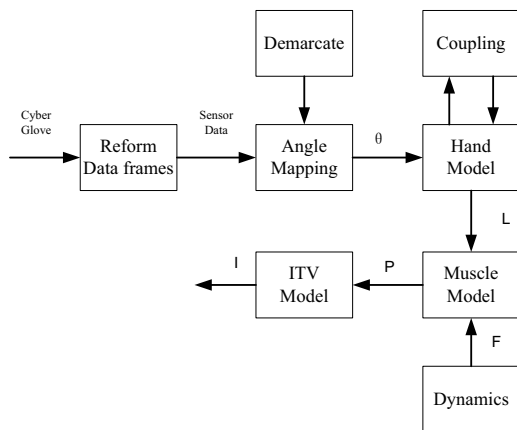 Demarcate
Coupling
Cyber
Glove
Sensor
Data
Reform
Data frames
Angle
Mapping
θ
Hand
Model
L
I
ITV
Model
P
Muscle
Model
F
Dynamics